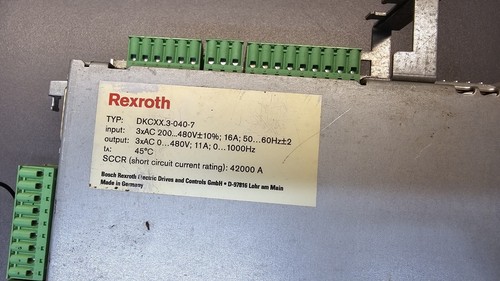 Rexroth
TYP: DKCXX.3-040-7
input: 3xAC 200...480V±10%; 16A; 50...60Hz±2
output: 3xAC 0...480V; 11A; 0...1000Hz
tA: 45°C
SCCR (short circuit current rating): 42000 A
Bosch Rexroth Electric Drives and Controls GmbH • D-97816 Lohr am Main
Made in Germany